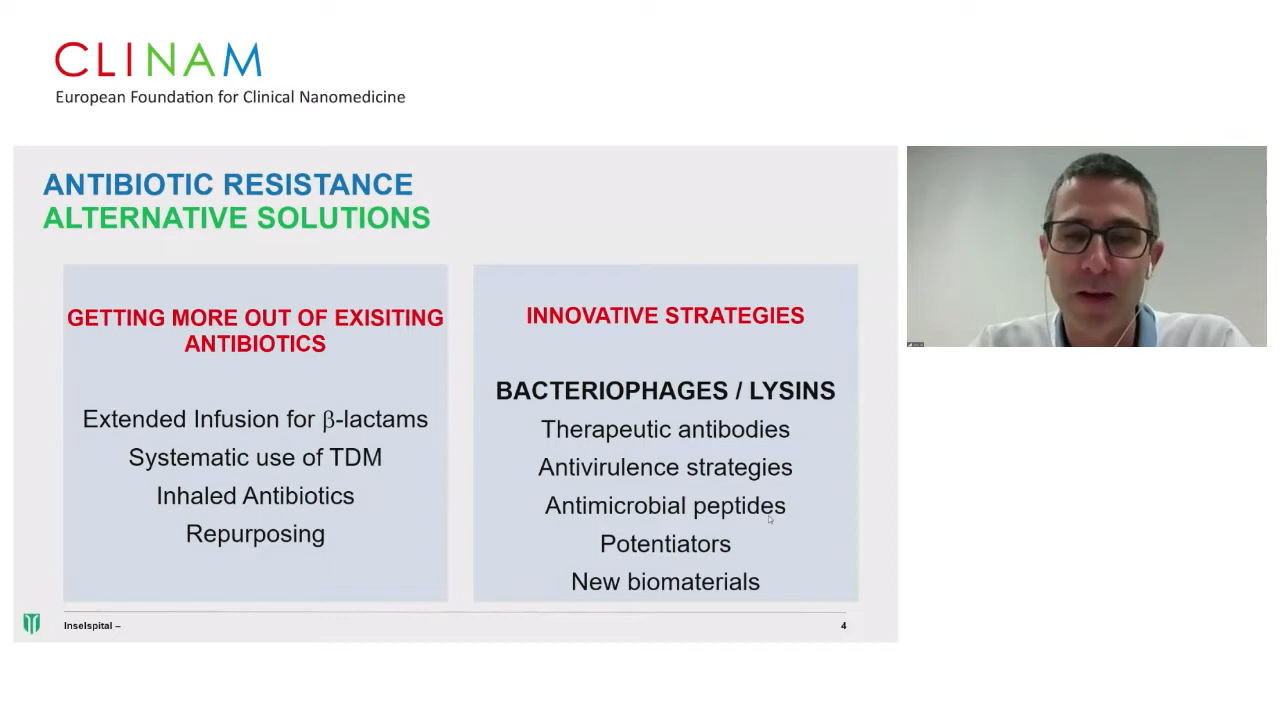 CLINAM
European Foundation for Clinical Nanomedicine
ANTIBIOTIC RESISTANCE
ALTERNATIVE SOLUTIONS
GETTING MORE OUT OF EXISITING
ANTIBIOTICS
Extended Infusion for β-lactams
Systematic use of TDM
Inhaled Antibiotics
Repurposing
INNOVATIVE STRATEGIES
BACTERIOPHAGES / LYSINS
Therapeutic antibodies
Antivirulence strategies
Antimicrobial peptides
Potentiators
New biomaterials
Inselspital –
4